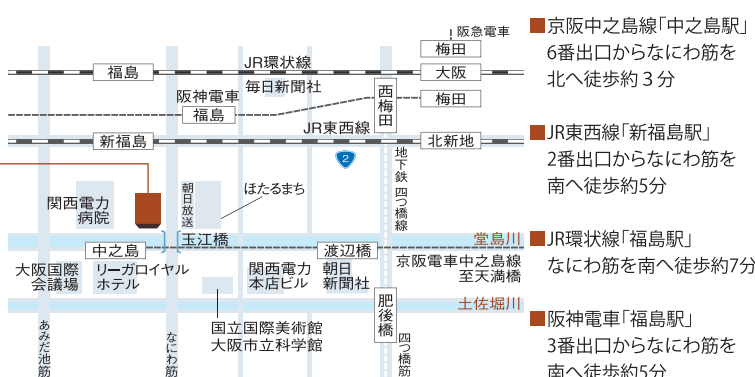 阪急電車
梅田
JR環状線
福島
大阪
毎日新聞社
阪神電車
福島
西梅田
梅田
JR東西線
新福島
北新地
2
地下鉄 四つ橋線
関西電力
病院
朝日放送
ほたるまち
玉江橋
堂島川
中之島
渡辺橋
京阪電車中之島線
至天満橋
大阪国際
会議場
リーガロイヤル
ホテル
関西電力
本店ビル
朝日
新聞社
土佐堀川
肥後橋
国立国際美術館
大阪市立科学館
あみだ池筋
なにわ筋
四つ橋筋
■京阪中之島線「中之島駅」
6番出口からなにわ筋を
北へ徒歩約３分
■JR東西線「新福島駅」
2番出口からなにわ筋を
南へ徒歩約5分
■JR環状線「福島駅」
なにわ筋を南へ徒歩約7分
■阪神電車「福島駅」
3番出口からなにわ筋を
南へ徒歩約5分